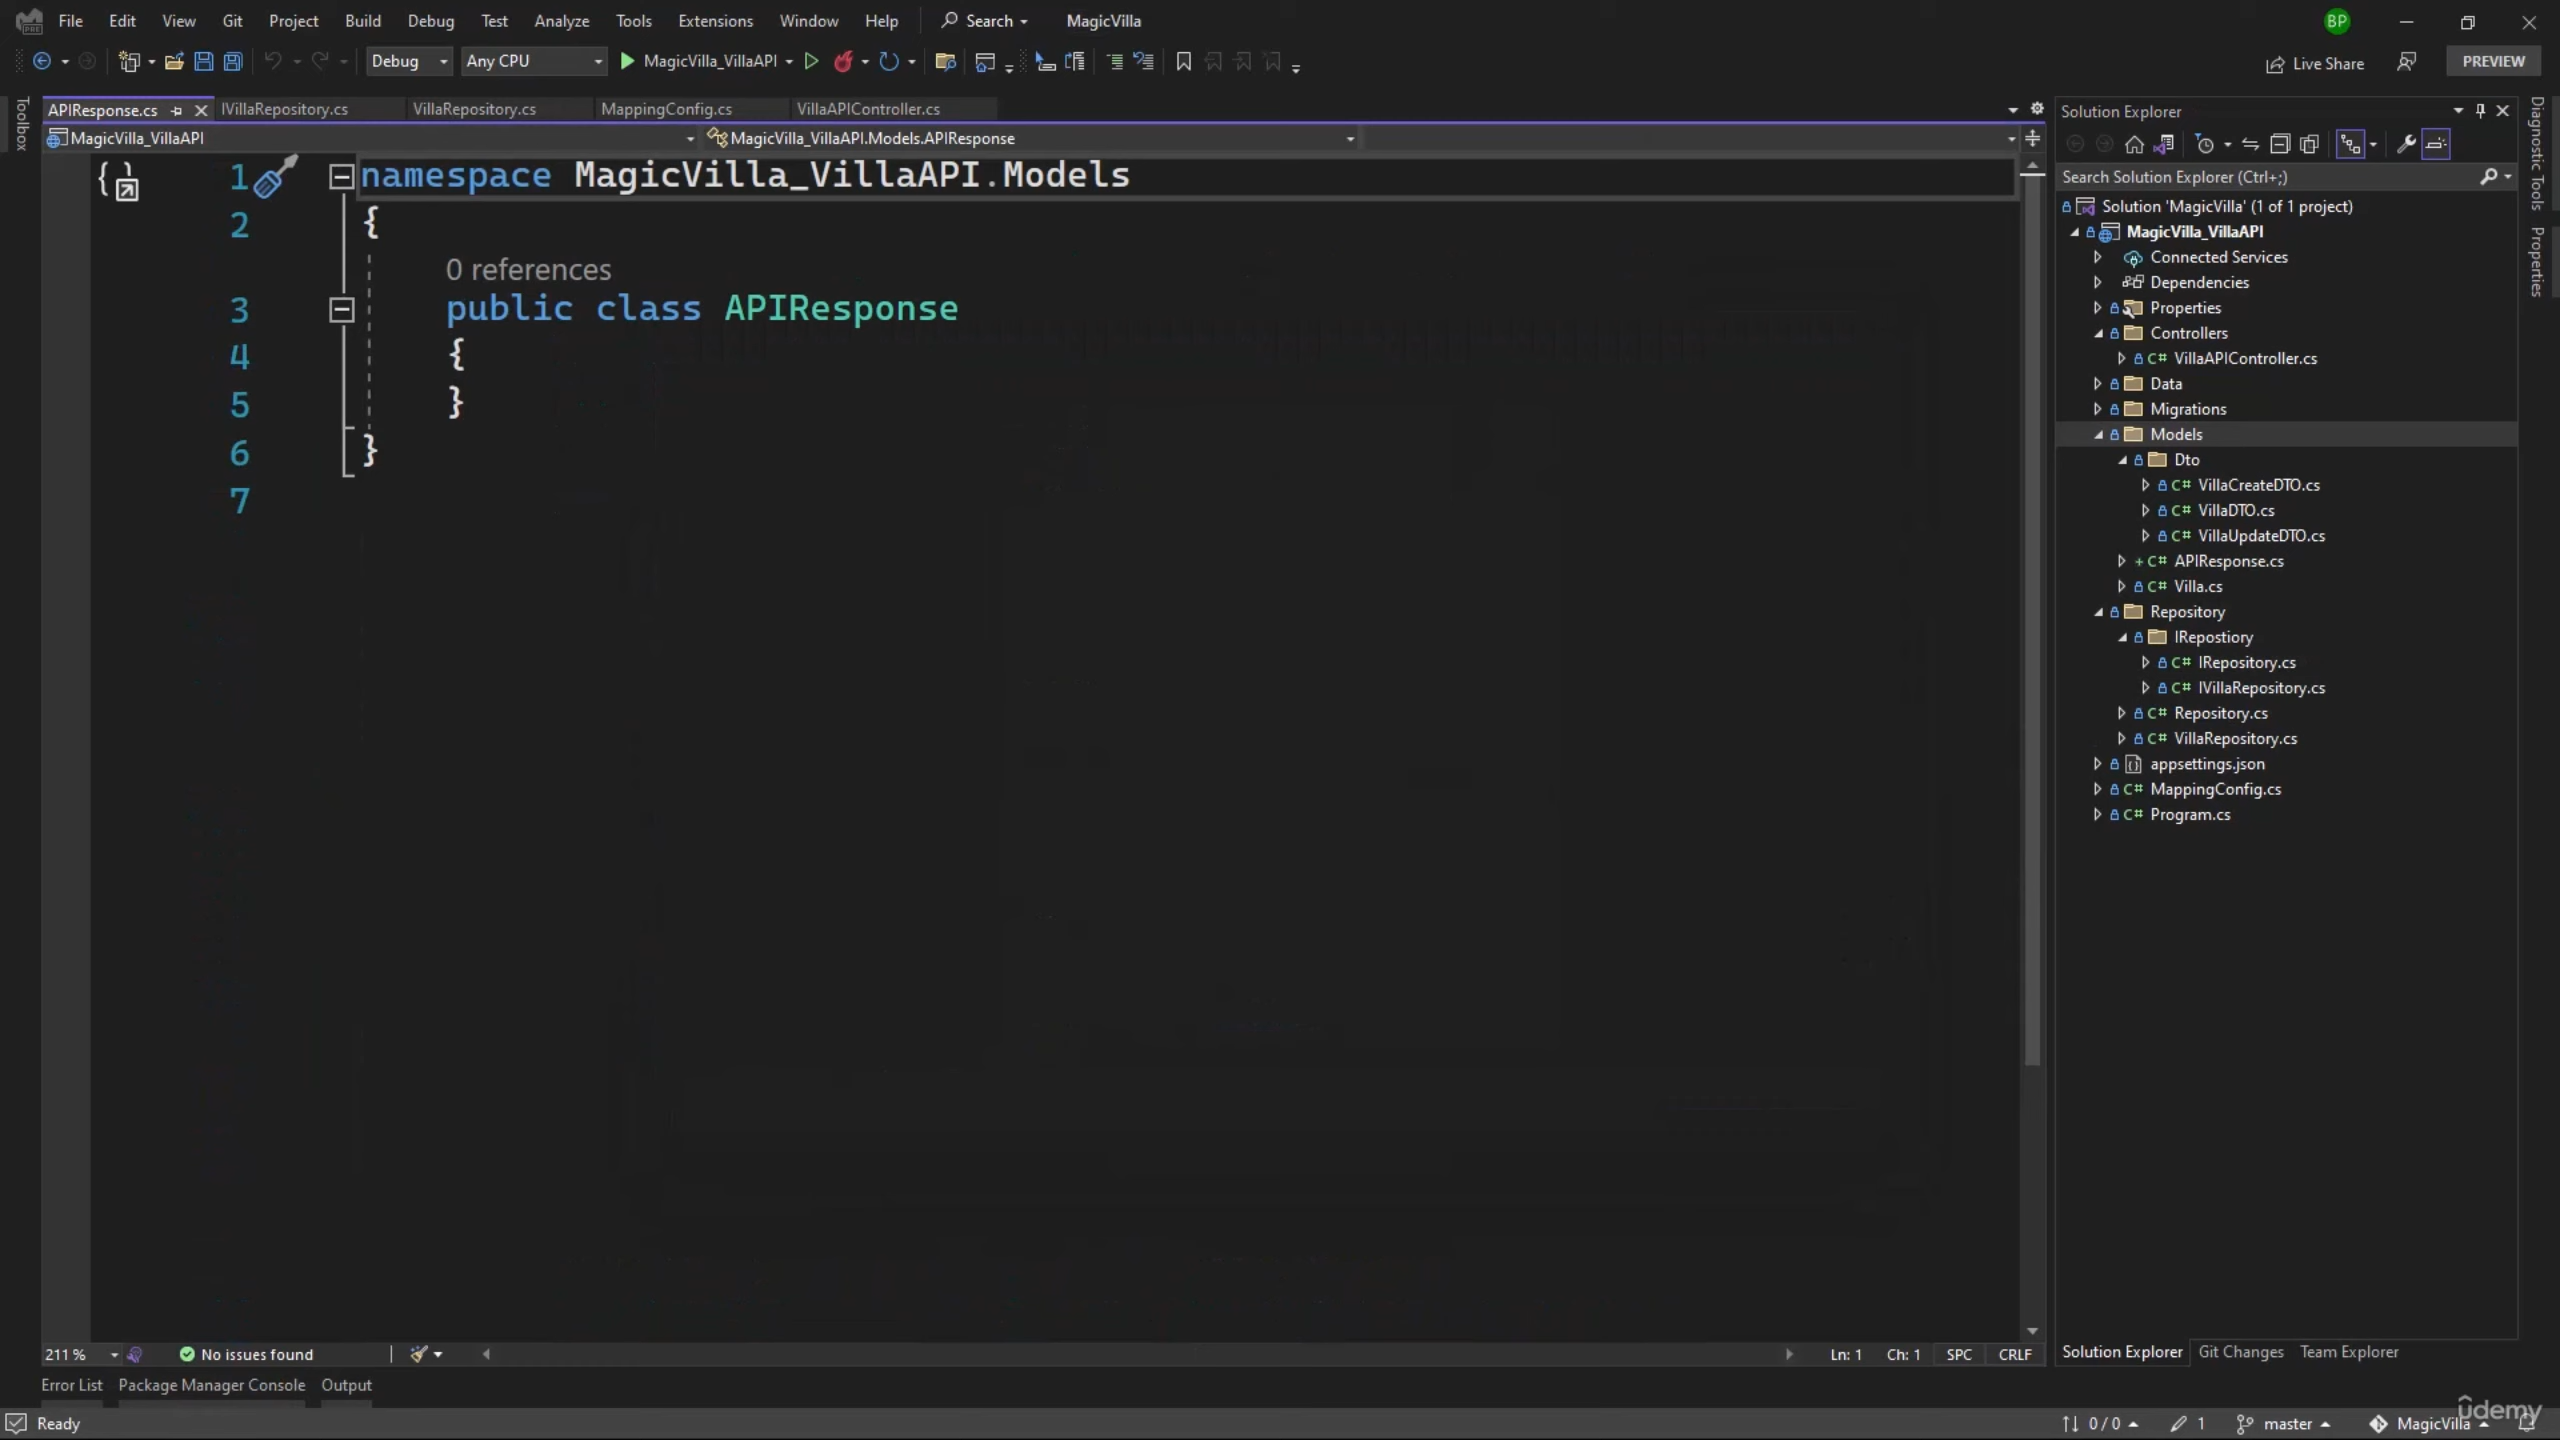 File Edit View Git Project Build Debug Test Analyze Tools Extensions Window Help Search MagicVilla BP
Debug Any CPU MagicVilla_VillaAPI Live Share PREVIEW
Toolbox
APIResponse.cs IVillaRepository.cs VillaRepository.cs MappingConfig.cs VillaAPIController.cs
MagicVilla_VillaAPI MagicVilla_VillaAPI.Models.APIResponse
1 namespace MagicVilla_VillaAPI.Models
2 {
0 references
3 public class APIResponse
4 {
5 }
6 }
7
211 % No issues found Ln: 1 Ch: 1 SPC CRLF
Error List Package Manager Console Output
Solution Explorer
Search Solution Explorer (Ctrl+;)
Solution 'MagicVilla' (1 of 1 project)
MagicVilla_VillaAPI
Connected Services
Dependencies
Properties
Controllers
C# VillaAPIController.cs
Data
Migrations
Models
Dto
C# VillaCreateDTO.cs
C# VillaDTO.cs
C# VillaUpdateDTO.cs
+ C# APIResponse.cs
C# Villa.cs
Repository
IRepostiory
C# IRepository.cs
C# IVillaRepository.cs
C# Repository.cs
C# VillaRepository.cs
appsettings.json
C# MappingConfig.cs
C# Program.cs
Solution Explorer Git Changes Team Explorer
Diagnostic Tools
Properties
Ready 0 / 0 1 master MagicVilla
udemy